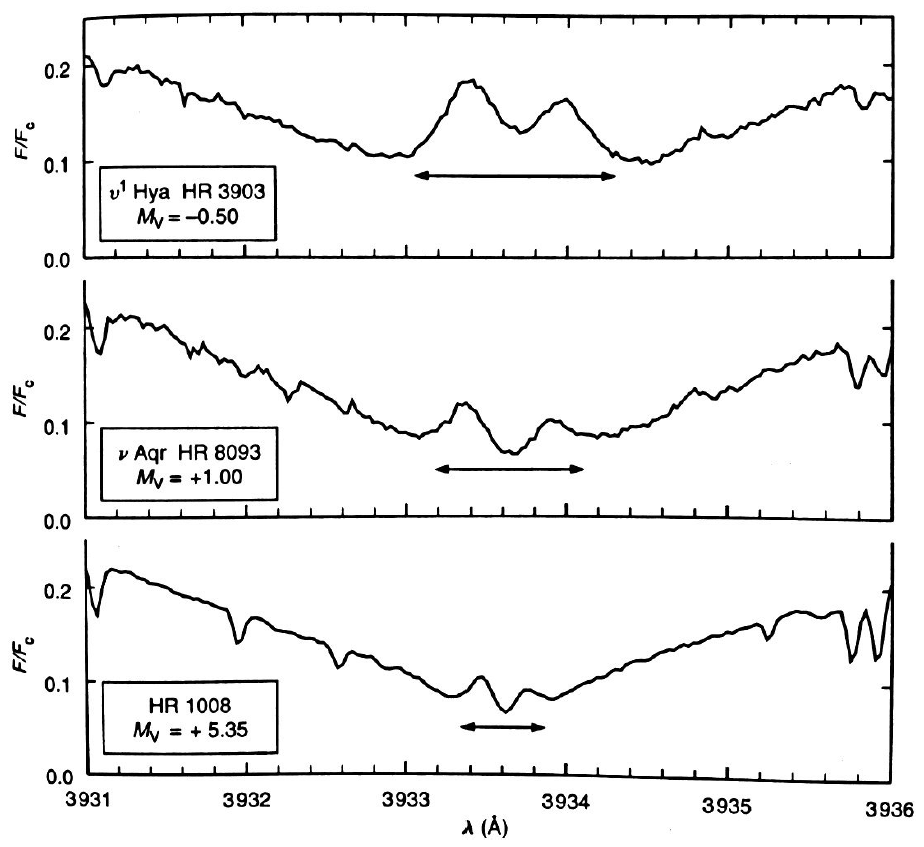 0.2
F/Fc
0.1
υ¹ Hya HR 3903
MV = −0.50
0.0
0.2
F/Fc
0.1
ν Aqr HR 8093
MV = +1.00
0.0
0.2
F/Fc
0.1
HR 1008
MV = + 5.35
0.0
3931 3932 3933 3934 3935 3936
λ (Å)